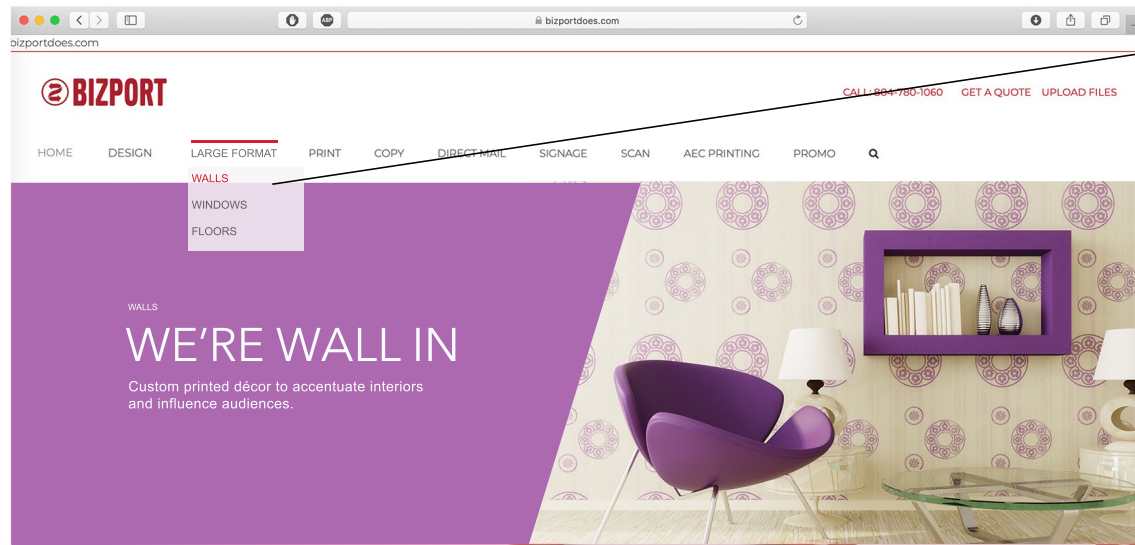 ABP
bizportdoes.com
bizportdoes.com
BIZPORT
CALL: 804-780-1060 GET A QUOTE UPLOAD FILES
HOME DESIGN LARGE FORMAT PRINT COPY DIRECT MAIL SIGNAGE SCAN AEC PRINTING PROMO
WALLS
WINDOWS
FLOORS
WALLS
WE'RE WALL IN
Custom printed décor to accentuate interiors
and influence audiences.